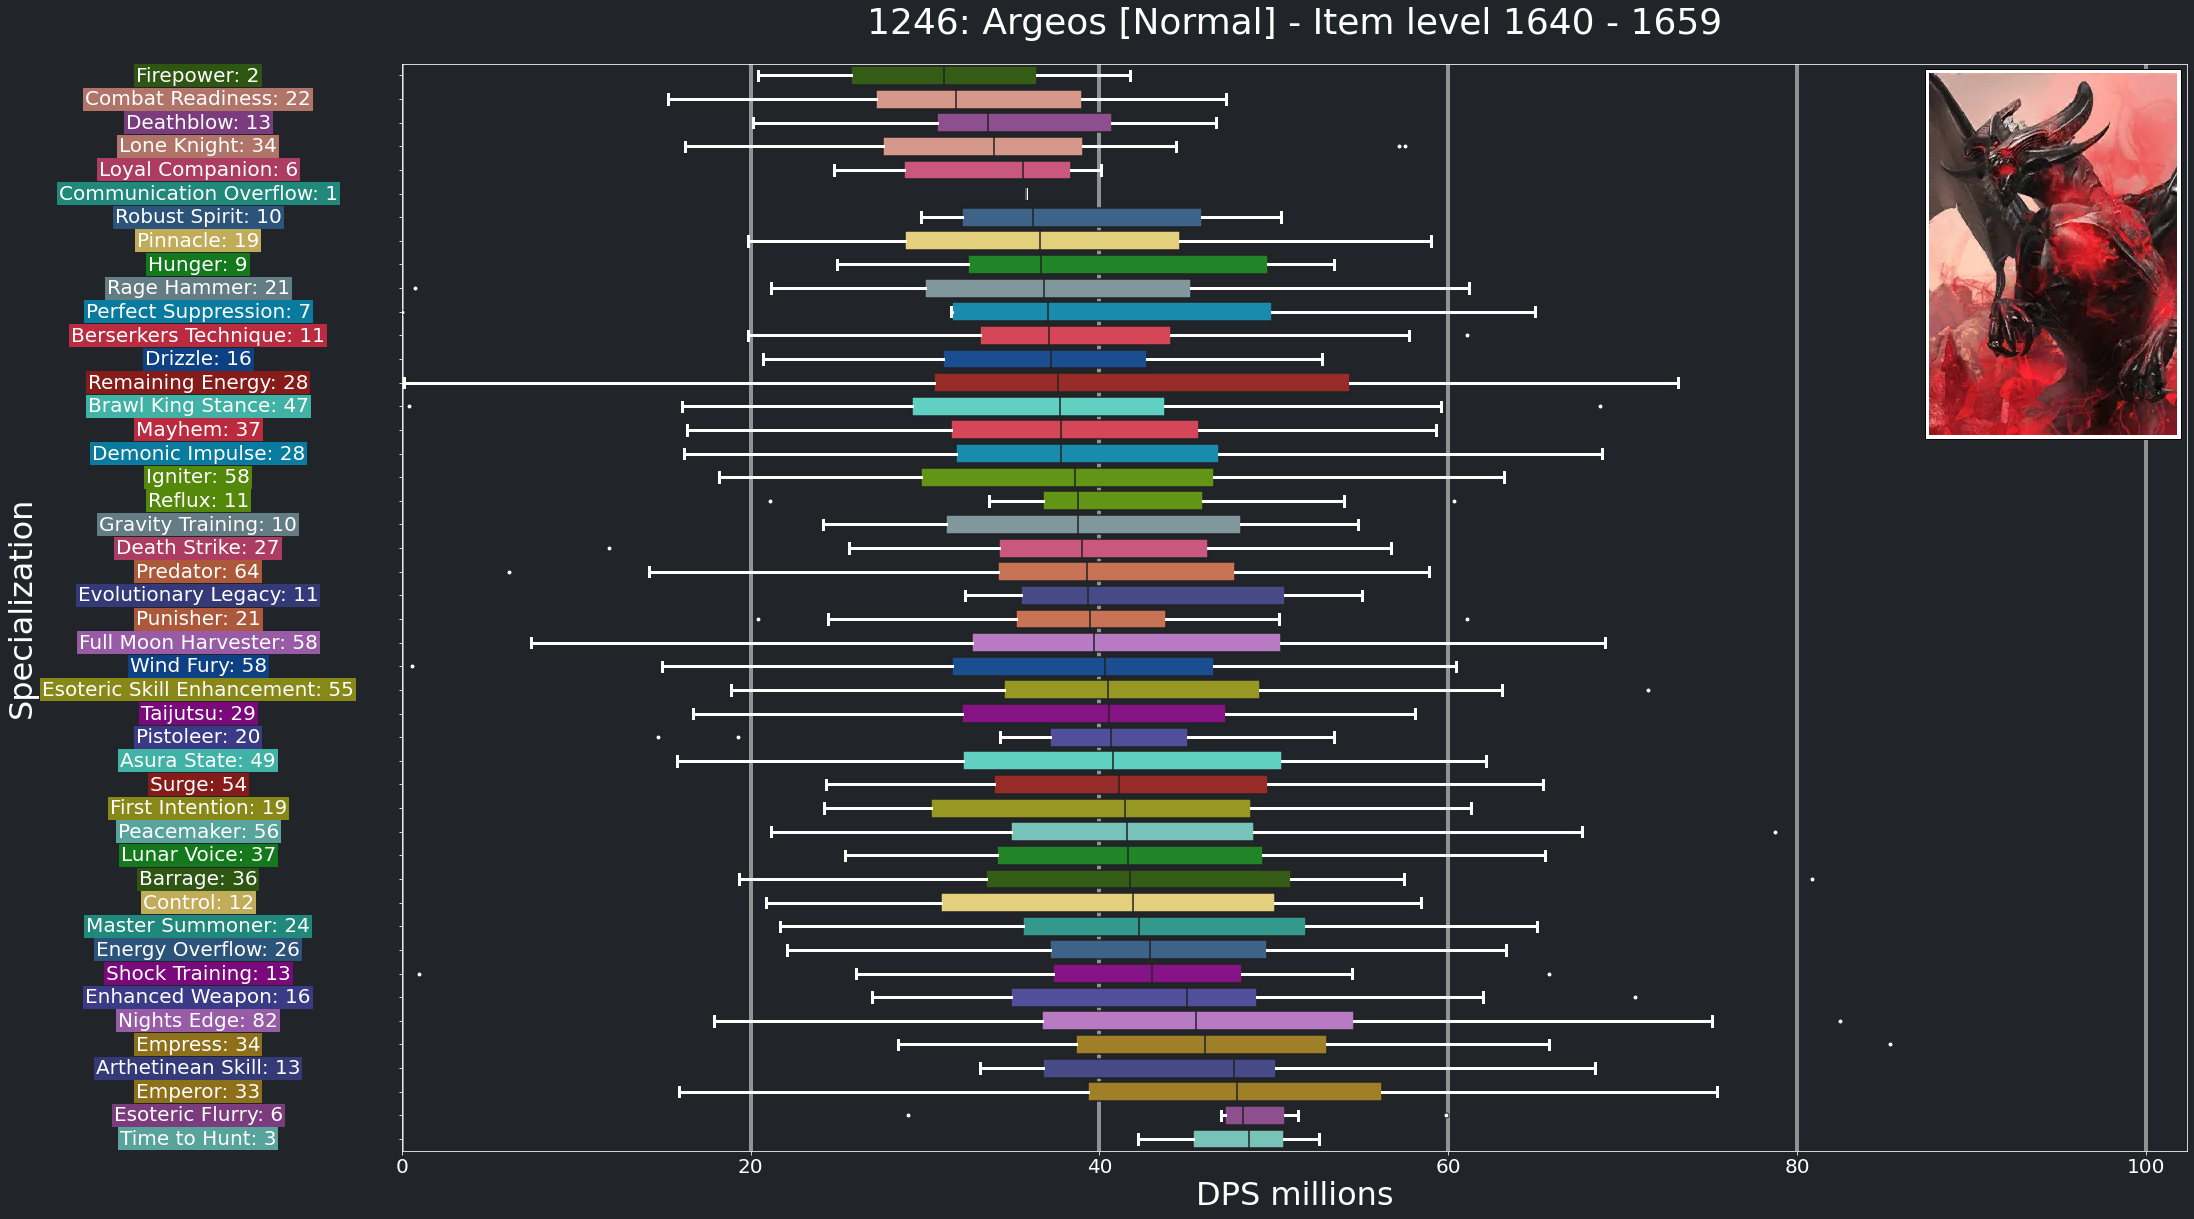 1246: Argeos [Normal] - Item level 1640 - 1659
Specialization
Firepower: 2
Combat Readiness: 22
Deathblow: 13
Lone Knight: 34
Loyal Companion: 6
Communication Overflow: 1
Robust Spirit: 10
Pinnacle: 19
Hunger: 9
Rage Hammer: 21
Perfect Suppression: 7
Berserkers Technique: 11
Drizzle: 16
Remaining Energy: 28
Brawl King Stance: 47
Mayhem: 37
Demonic Impulse: 28
Igniter: 58
Reflux: 11
Gravity Training: 10
Death Strike: 27
Predator: 64
Evolutionary Legacy: 11
Punisher: 21
Full Moon Harvester: 58
Wind Fury: 58
Esoteric Skill Enhancement: 55
Taijutsu: 29
Pistoleer: 20
Asura State: 49
Surge: 54
First Intention: 19
Peacemaker: 56
Lunar Voice: 37
Barrage: 36
Control: 12
Master Summoner: 24
Energy Overflow: 26
Shock Training: 13
Enhanced Weapon: 16
Nights Edge: 82
Empress: 34
Arthetinean Skill: 13
Emperor: 33
Esoteric Flurry: 6
Time to Hunt: 3
0 20 40 60 80 100
DPS millions